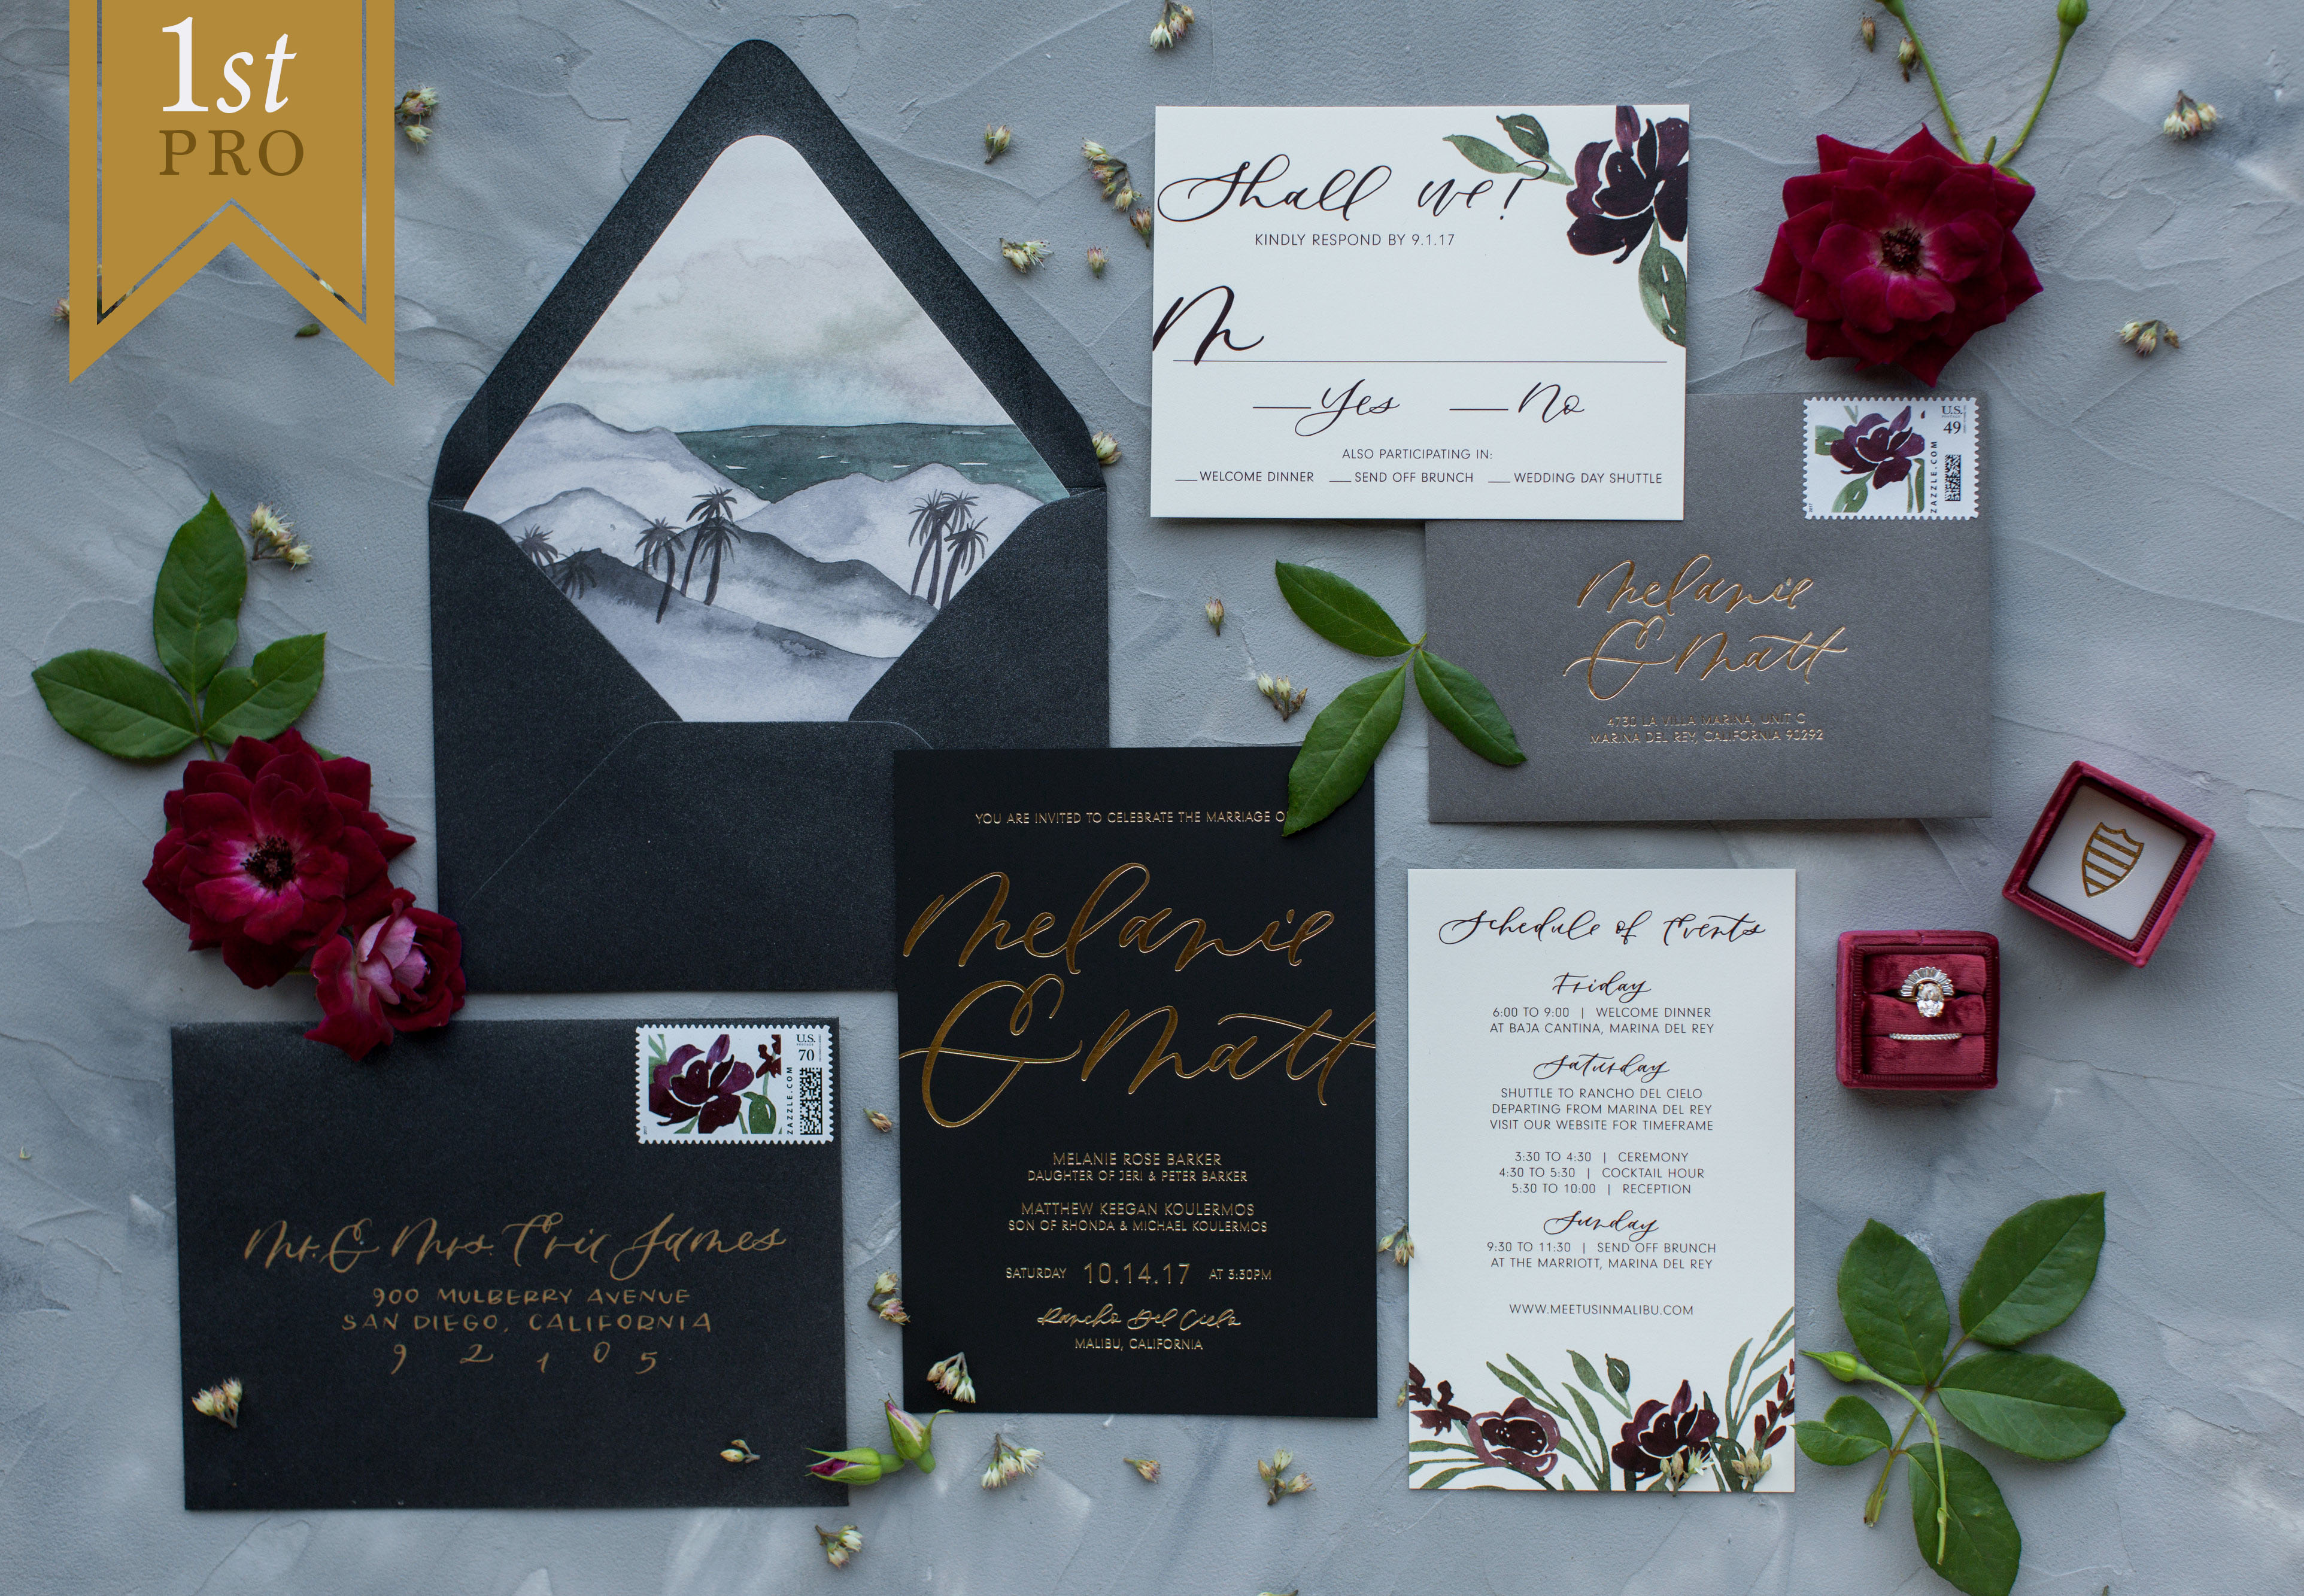 1st
PRO
Shall we?
KINDLY RESPOND BY 9.1.17
M
Yes No
ALSO PARTICIPATING IN:
WELCOME DINNER SEND OFF BRUNCH WEDDING DAY SHUTTLE
U.S.
49
ZAZZLE.COM
2017
Melanie
& Matt
4730 LA VILLA MARINA, UNIT C
MARINA DEL REY, CALIFORNIA 90292
YOU ARE INVITED TO CELEBRATE THE MARRIAGE O
Melanie
& Matt
MELANIE ROSE BARKER
DAUGHTER OF JERI & PETER BARKER
MATTHEW KEEGAN KOULERMOS
SON OF RHONDA & MICHAEL KOULERMOS
SATURDAY 10.14.17 AT 3:30PM
Rancho Del Cielo
MALIBU, CALIFORNIA
Schedule of Events
Friday
6:00 TO 9:00 | WELCOME DINNER
AT BAJA CANTINA, MARINA DEL REY
Saturday
SHUTTLE TO RANCHO DEL CIELO
DEPARTING FROM MARINA DEL REY
VISIT OUR WEBSITE FOR TIMEFRAME
3:30 TO 4:30 | CEREMONY
4:30 TO 5:30 | COCKTAIL HOUR
5:30 TO 10:00 | RECEPTION
Sunday
9:30 TO 11:30 | SEND OFF BRUNCH
AT THE MARRIOTT, MARINA DEL REY
WWW.MEETUSINMALIBU.COM
U.S.
70
ZAZZLE.COM
2017
Mr. & Mrs. Eric James
900 MULBERRY AVENUE
SAN DIEGO, CALIFORNIA
9 2 1 0 5